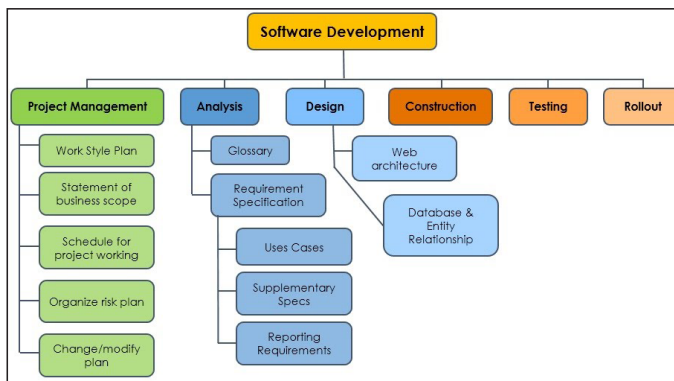 Software Development
Project Management
Analysis
Design
Construction
Testing
Rollout
Work Style Plan
Statement of
business scope
Schedule for
project working
Organize risk plan
Change/modify
plan
Glossary
Requirement
Specification
Uses Cases
Supplementary
Specs
Reporting
Requirements
Web
architecture
Database &
Entity
Relationship